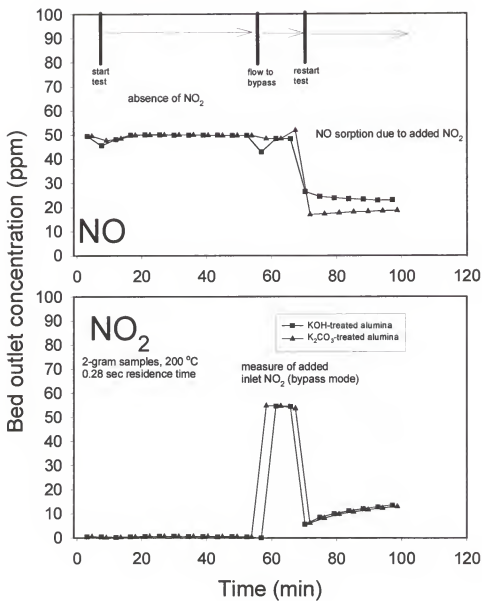 100
90
80
70
60
50
40
30
20
10
0
start
test
flow to
bypass
restart
test
absence of NO₂
NO sorption due to added NO₂
NO
0 20 40 60 80 100 120
Bed outlet concentration (ppm)
100
90
80
70
60
50
40
30
20
10
0
NO₂
2-gram samples, 200 °C
0.28 sec residence time
KOH-treated alumina
K₂CO₃-treated alumina
measure of added
inlet NO₂ (bypass mode)
0 20 40 60 80 100 120
Time (min)